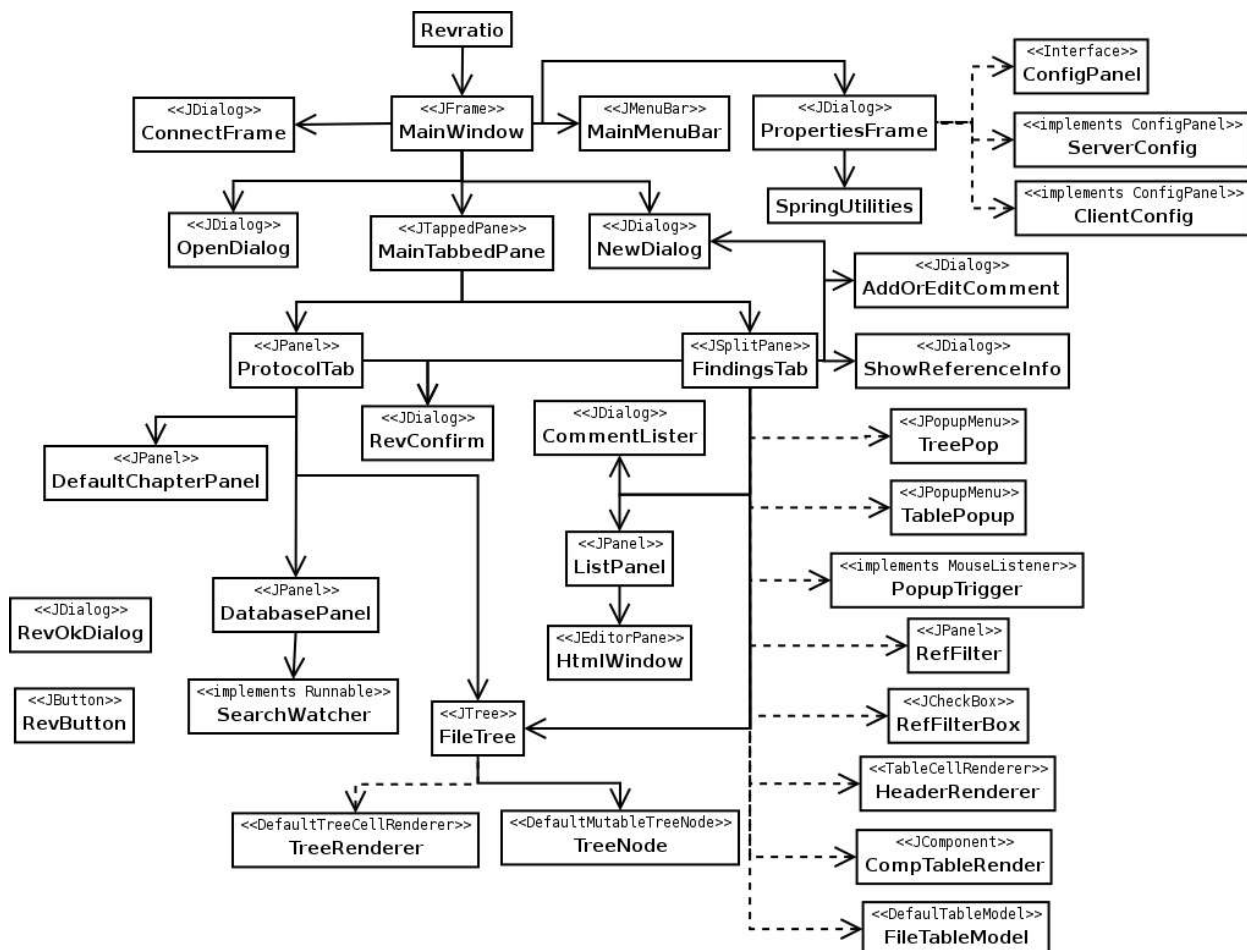 Revratio
<<Interface>>
ConfigPanel
<<JDialog>>
ConnectFrame
<<JFrame>>
MainWindow
<<JMenuBar>>
MainMenuBar
<<JDialog>>
PropertiesFrame
<<implements ConfigPanel>>
ServerConfig
<<implements ConfigPanel>>
ClientConfig
SpringUtilities
<<JDialog>>
OpenDialog
<<JTappedPane>>
MainTabbedPane
<<JDialog>>
NewDialog
<<JDialog>>
AddOrEditComment
<<JPanel>>
ProtocolTab
<<JSplitPane>>
FindingsTab
<<JDialog>>
ShowReferenceInfo
<<JDialog>>
RevConfirm
<<JDialog>>
CommentLister
<<JPopupMenu>>
TreePop
<<JPanel>>
DefaultChapterPanel
<<JPopupMenu>>
TablePopup
<<JPanel>>
ListPanel
<<implements MouseListener>>
PopupTrigger
<<JPanel>>
DatabasePanel
<<JDialog>>
RevOkDialog
<<JEditorPane>>
HtmlWindow
<<JPanel>>
RefFilter
<<JButton>>
RevButton
<<implements Runnable>>
SearchWatcher
<<JTree>>
FileTree
<<JCheckBox>>
RefFilterBox
<<TableCellRenderer>>
HeaderRenderer
<<DefaultTreeCellRenderer>>
TreeRenderer
<<DefaultMutableTreeNode>>
TreeNode
<<JComponent>>
CompTableRender
<<DefaulTableModel>>
FileTableModel